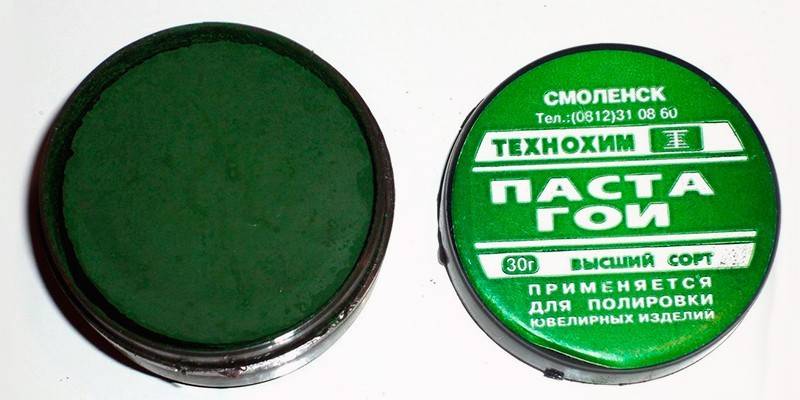 СМОЛЕНСК
Тел.:(0812)31 08 60
ТЕХНОХИМ
ПАСТА
ГОИ
30г ВЫСШИЙ СОРТ
ПРИМЕНЯЕТСЯ
ДЛЯ ПОЛИРОВКИ
ЮВЕЛИРНЫХ ИЗДЕЛИЙ